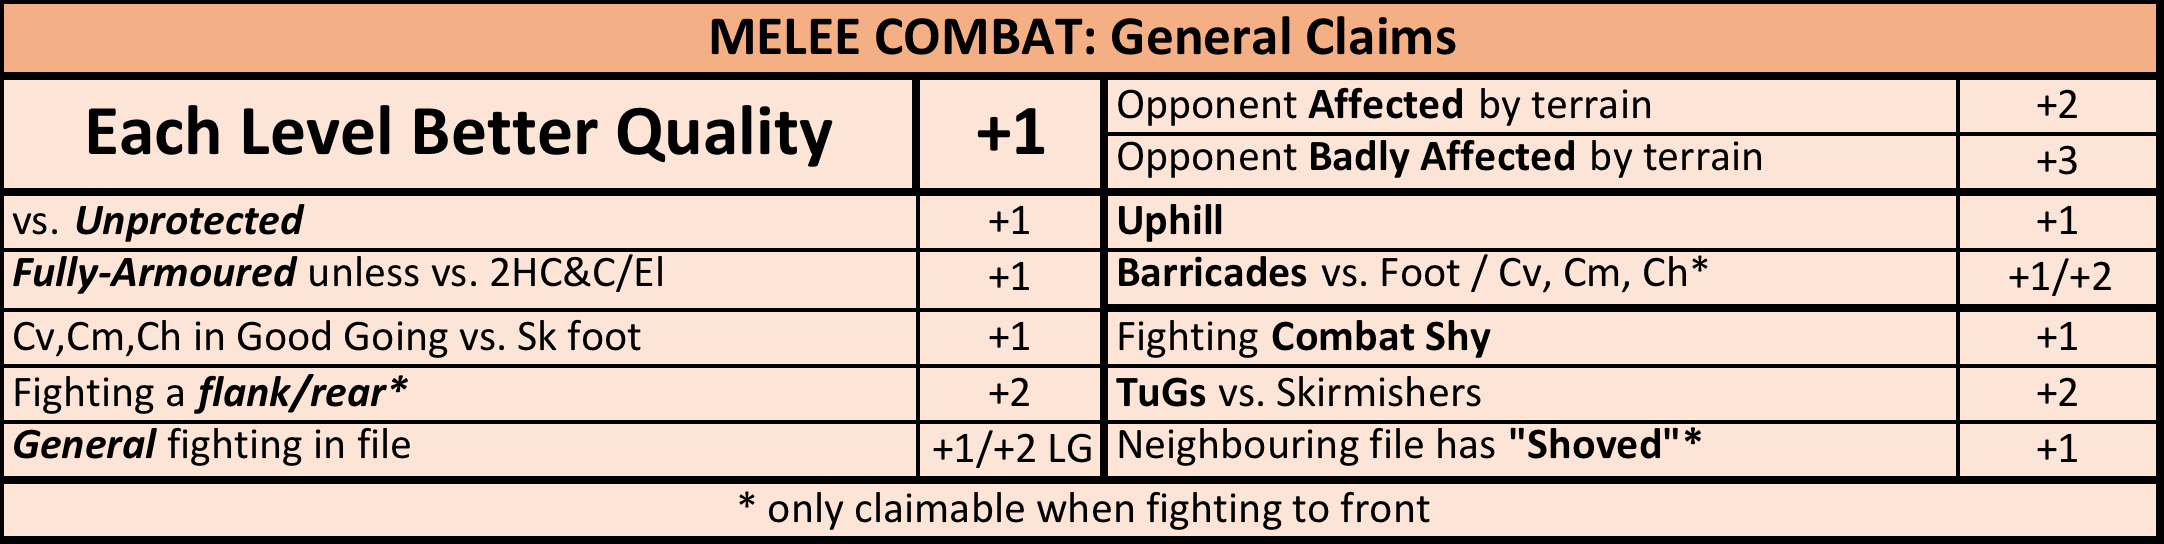 MELEE COMBAT: General Claims
Each Level Better Quality +1
Opponent Affected by terrain +2
Opponent Badly Affected by terrain +3
vs. Unprotected +1
Uphill +1
Fully-Armoured unless vs. 2HC&C/El +1
Barricades vs. Foot / Cv, Cm, Ch* +1/+2
Cv,Cm,Ch in Good Going vs. Sk foot +1
Fighting Combat Shy +1
Fighting a flank/rear* +2
TuGs vs. Skirmishers +2
General fighting in file +1/+2 LG
Neighbouring file has "Shoved"* +1
* only claimable when fighting to front